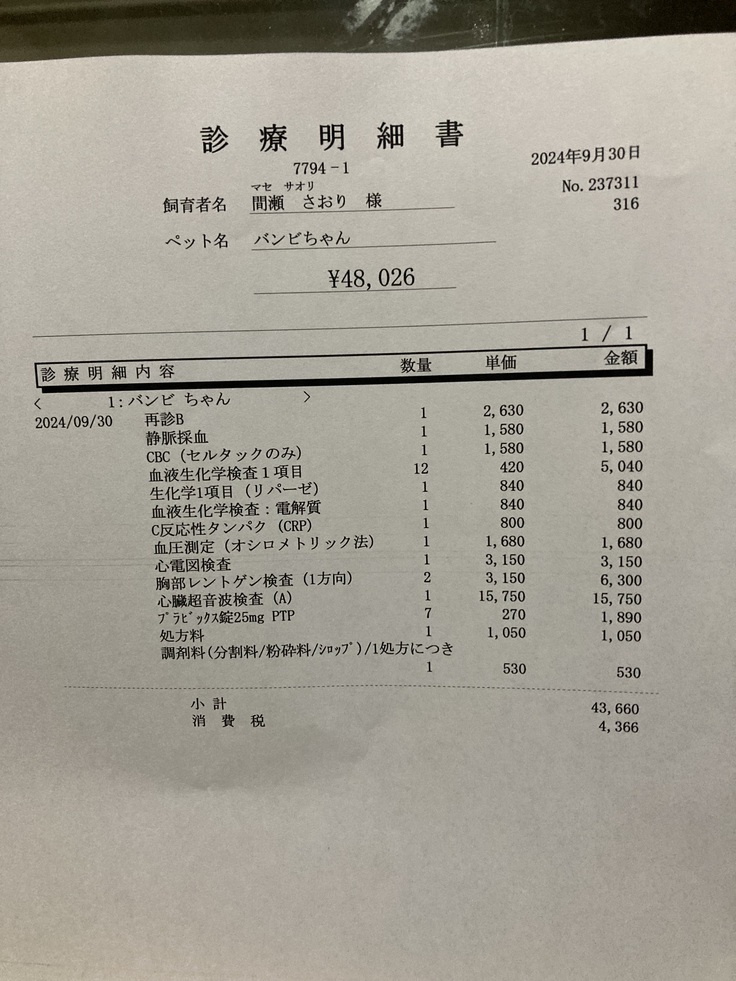 診療明細書
7794-1
2024年9月30日
マセ サオリ
No. 237311
飼育者名 間瀬 さおり 様
316
ペット名 バンビちゃん
¥48,026
1 / 1
診療明細内容 数量 単価 金額
< 1:バンビ ちゃん >
2024/09/30 再診B 1 2,630 2,630
静脈採血 1 1,580 1,580
CBC (セルタックのみ) 1 1,580 1,580
血液生化学検査1項目 12 420 5,040
生化学1項目 (リパーゼ) 1 840 840
血液生化学検査：電解質 1 840 840
C反応性タンパク (CRP) 1 800 800
血圧測定 (オシロメトリック法) 1 1,680 1,680
心電図検査 1 3,150 3,150
胸部レントゲン検査 (1方向) 2 3,150 6,300
心臓超音波検査 (A) 1 15,750 15,750
ﾌﾟﾗﾋﾞｯｸｽ錠25mg PTP 7 270 1,890
処方料 1 1,050 1,050
調剤料(分割料/粉砕料/ｼﾛｯﾌﾟ)/1処方につき
1 530 530
小計 43,660
消費税 4,366